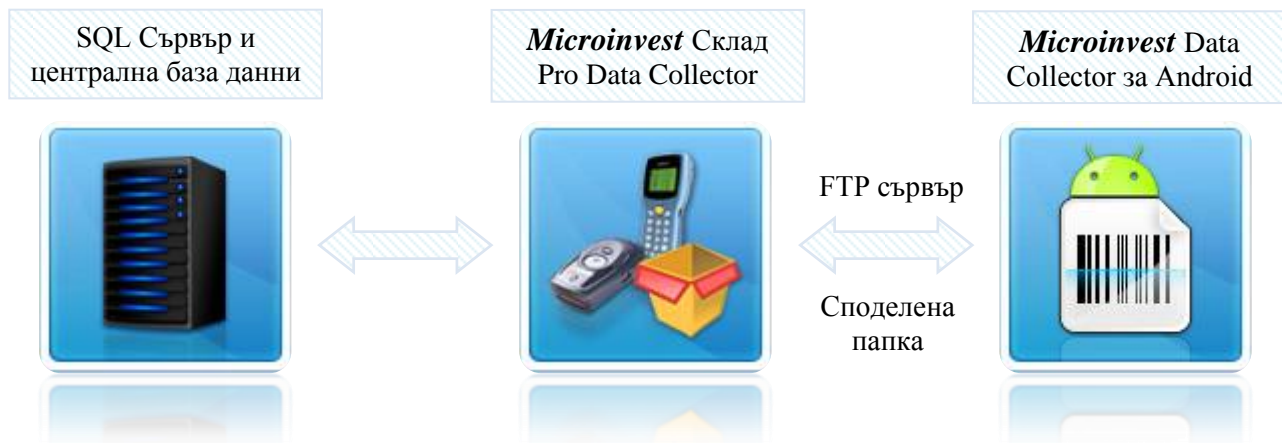 SQL Сървър и
централна база данни
Microinvest Склад
Pro Data Collector
Microinvest Data
Collector за Android
FTP сървър
Споделена
папка